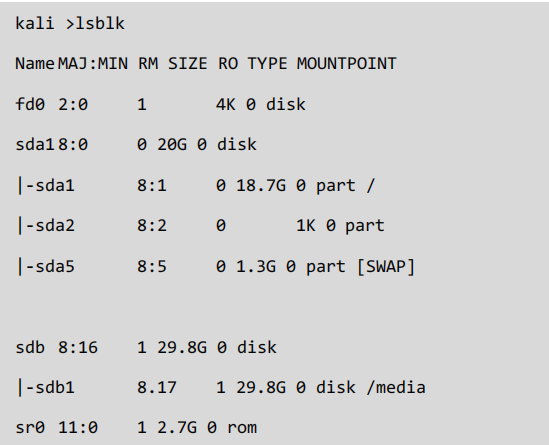 kali >lsblk
Name MAJ:MIN RM SIZE RO TYPE MOUNTPOINT
fd0 2:0 1 4K 0 disk
sda1 8:0 0 20G 0 disk
|-sda1 8:1 0 18.7G 0 part /
|-sda2 8:2 0 1K 0 part
|-sda5 8:5 0 1.3G 0 part [SWAP]
sdb 8:16 1 29.8G 0 disk
|-sdb1 8.17 1 29.8G 0 disk /media
sr0 11:0 1 2.7G 0 rom